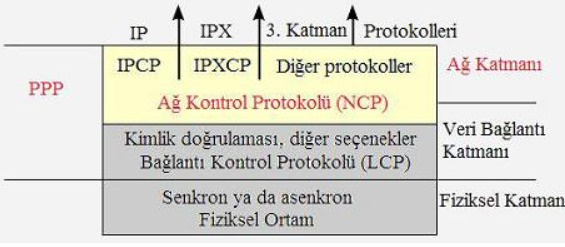 IP IPX 3. Katman Protokolleri
IPCP IPXCP Diğer protokoller
Ağ Katmanı
PPP
Ağ Kontrol Protokolü (NCP)
Kimlik doğrulaması, diğer seçenekler
Bağlantı Kontrol Protokolü (LCP)
Veri Bağlantı
Katmanı
Senkron ya da asenkron
Fiziksel Ortam
Fiziksel Katman